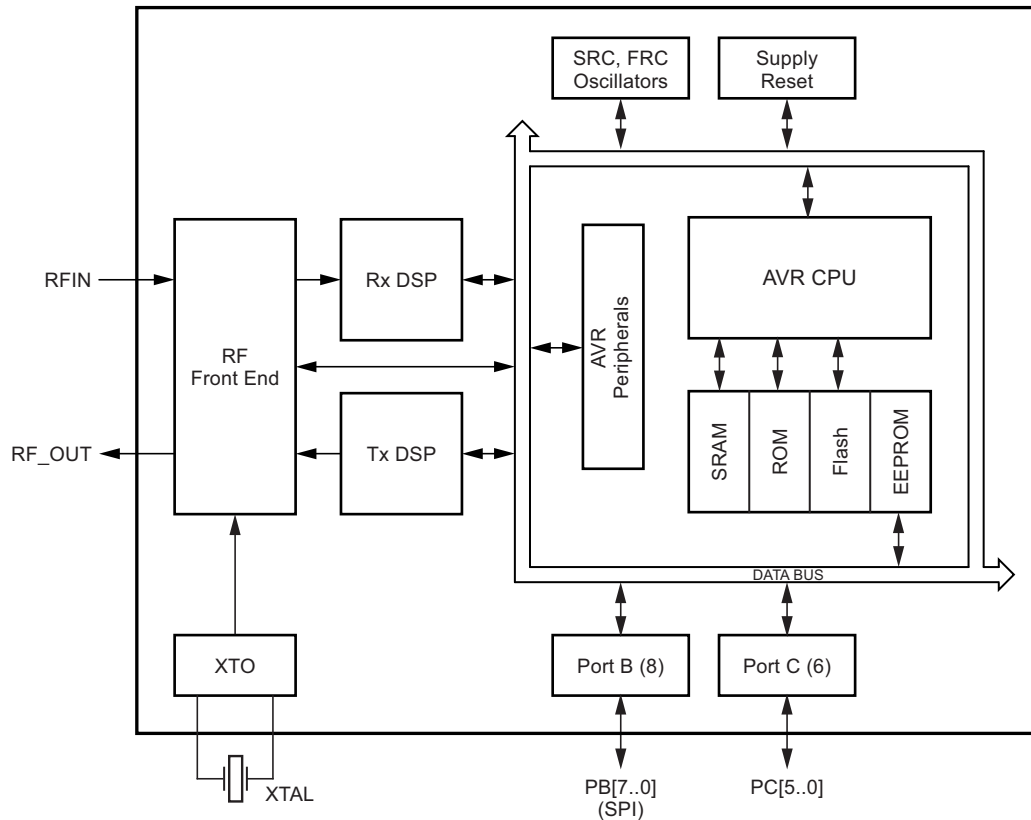 SRC, FRC
Oscillators
Supply
Reset
RFIN
Rx DSP
AVR CPU
RF
Front End
AVR
Peripherals
RF_OUT
Tx DSP
SRAM
ROM
Flash
EEPROM
DATA BUS
XTO
Port B (8)
Port C (6)
XTAL
PB[7..0]
(SPI)
PC[5..0]